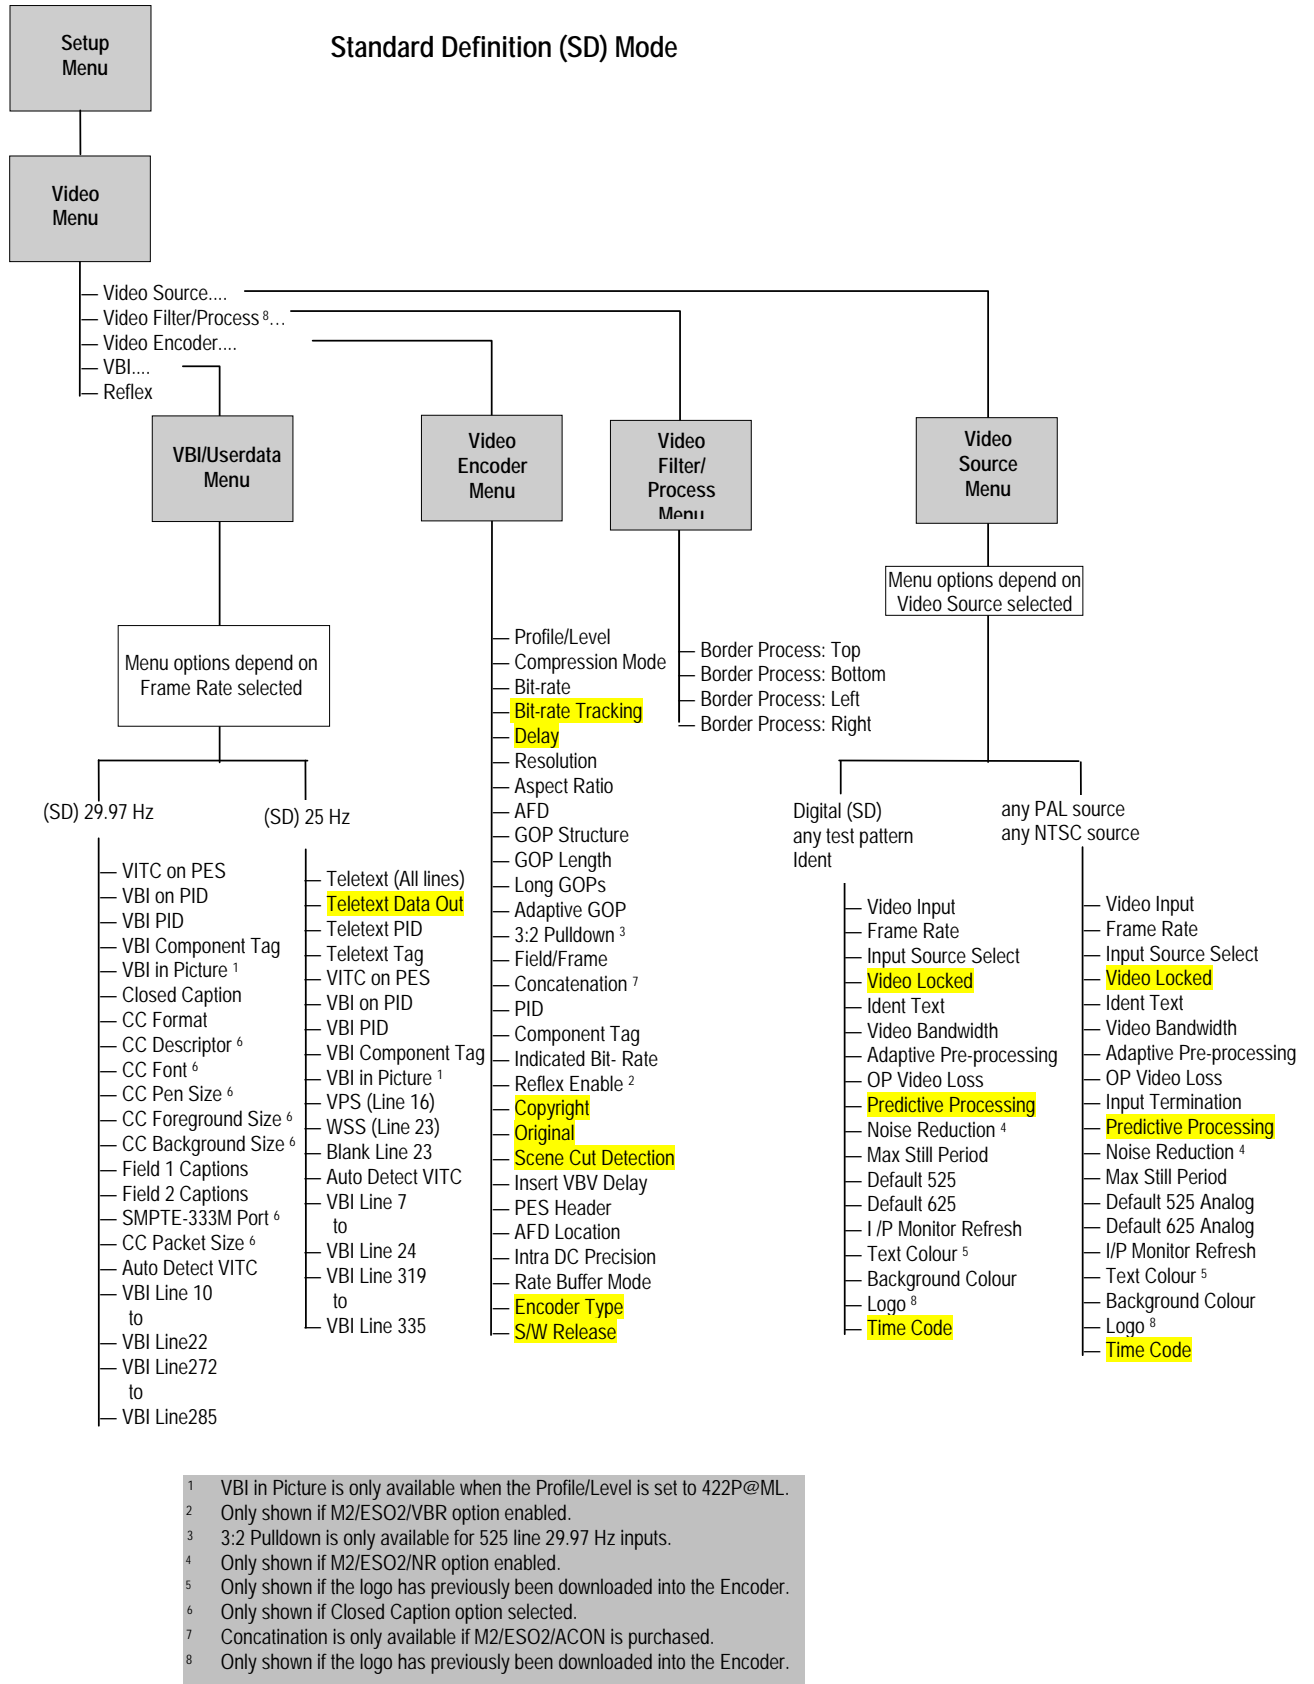 Standard Definition (SD) Mode
Setup
Menu
Video
Menu
Video Source....
Video Filter/Process 8...
Video Encoder....
VBI....
Reflex
VBI/Userdata
Menu
Menu options depend on
Frame Rate selected
(SD) 29.97 Hz
VITC on PES
VBI on PID
VBI PID
VBI Component Tag
VBI in Picture 1
Closed Caption
CC Format
CC Descriptor 6
CC Font 6
CC Pen Size 6
CC Foreground Size 6
CC Background Size 6
Field 1 Captions
Field 2 Captions
SMPTE-333M Port 6
CC Packet Size 6
Auto Detect VITC
VBI Line 10
to
VBI Line22
VBI Line272
to
VBI Line285
(SD) 25 Hz
Teletext (All lines)
Teletext Data Out
Teletext PID
Teletext Tag
VITC on PES
VBI on PID
VBI PID
VBI Component Tag
VBI in Picture 1
VPS (Line 16)
WSS (Line 23)
Blank Line 23
Auto Detect VITC
VBI Line 7
to
VBI Line 24
VBI Line 319
to
VBI Line 335
Video
Encoder
Menu
Profile/Level
Compression Mode
Bit-rate
Bit-rate Tracking
Delay
Resolution
Aspect Ratio
AFD
GOP Structure
GOP Length
Long GOPs
Adaptive GOP
3:2 Pulldown 3
Field/Frame
Concatenation 7
PID
Component Tag
Indicated Bit- Rate
Reflex Enable 2
Copyright
Original
Scene Cut Detection
Insert VBV Delay
PES Header
AFD Location
Intra DC Precision
Rate Buffer Mode
Encoder Type
S/W Release
Video
Filter/
Process
Menu
Border Process: Top
Border Process: Bottom
Border Process: Left
Border Process: Right
Video
Source
Menu
Menu options depend on
Video Source selected
Digital (SD)
any test pattern
Ident
Video Input
Frame Rate
Input Source Select
Video Locked
Ident Text
Video Bandwidth
Adaptive Pre-processing
OP Video Loss
Predictive Processing
Noise Reduction 4
Max Still Period
Default 525
Default 625
I /P Monitor Refresh
Text Colour 5
Background Colour
Logo 8
Time Code
any PAL source
any NTSC source
Video Input
Frame Rate
Input Source Select
Video Locked
Ident Text
Video Bandwidth
Adaptive Pre-processing
OP Video Loss
Input Termination
Predictive Processing
Noise Reduction 4
Max Still Period
Default 525 Analog
Default 625 Analog
I/P Monitor Refresh
Text Colour 5
Background Colour
Logo 8
Time Code
1 VBI in Picture is only available when the Profile/Level is set to 422P@ML.
2 Only shown if M2/ESO2/VBR option enabled.
3 3:2 Pulldown is only available for 525 line 29.97 Hz inputs.
4 Only shown if M2/ESO2/NR option enabled.
5 Only shown if the logo has previously been downloaded into the Encoder.
6 Only shown if Closed Caption option selected.
7 Concatination is only available if M2/ESO2/ACON is purchased.
8 Only shown if the logo has previously been downloaded into the Encoder.